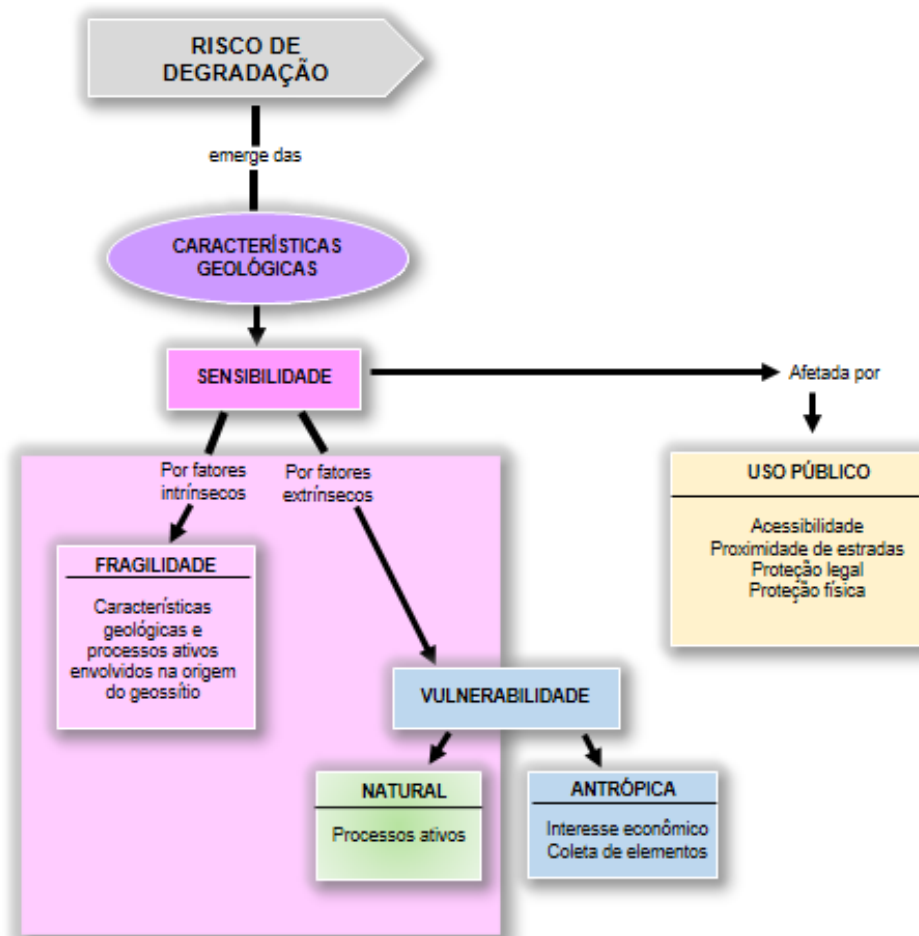 RISCO DE
DEGRADAÇÃO
emerge das
CARACTERÍSTICAS
GEOLÓGICAS
SENSIBILIDADE
Afetada por
Por fatores
intrínsecos
Por fatores
extrínsecos
USO PÚBLICO
Acessibilidade
Proximidade de estradas
Proteção legal
Proteção física
FRAGILIDADE
Características
geológicas e
processos ativos
envolvidos na origem
do geossítio
VULNERABILIDADE
NATURAL
Processos ativos
ANTRÓPICA
Interesse econômico
Coleta de elementos